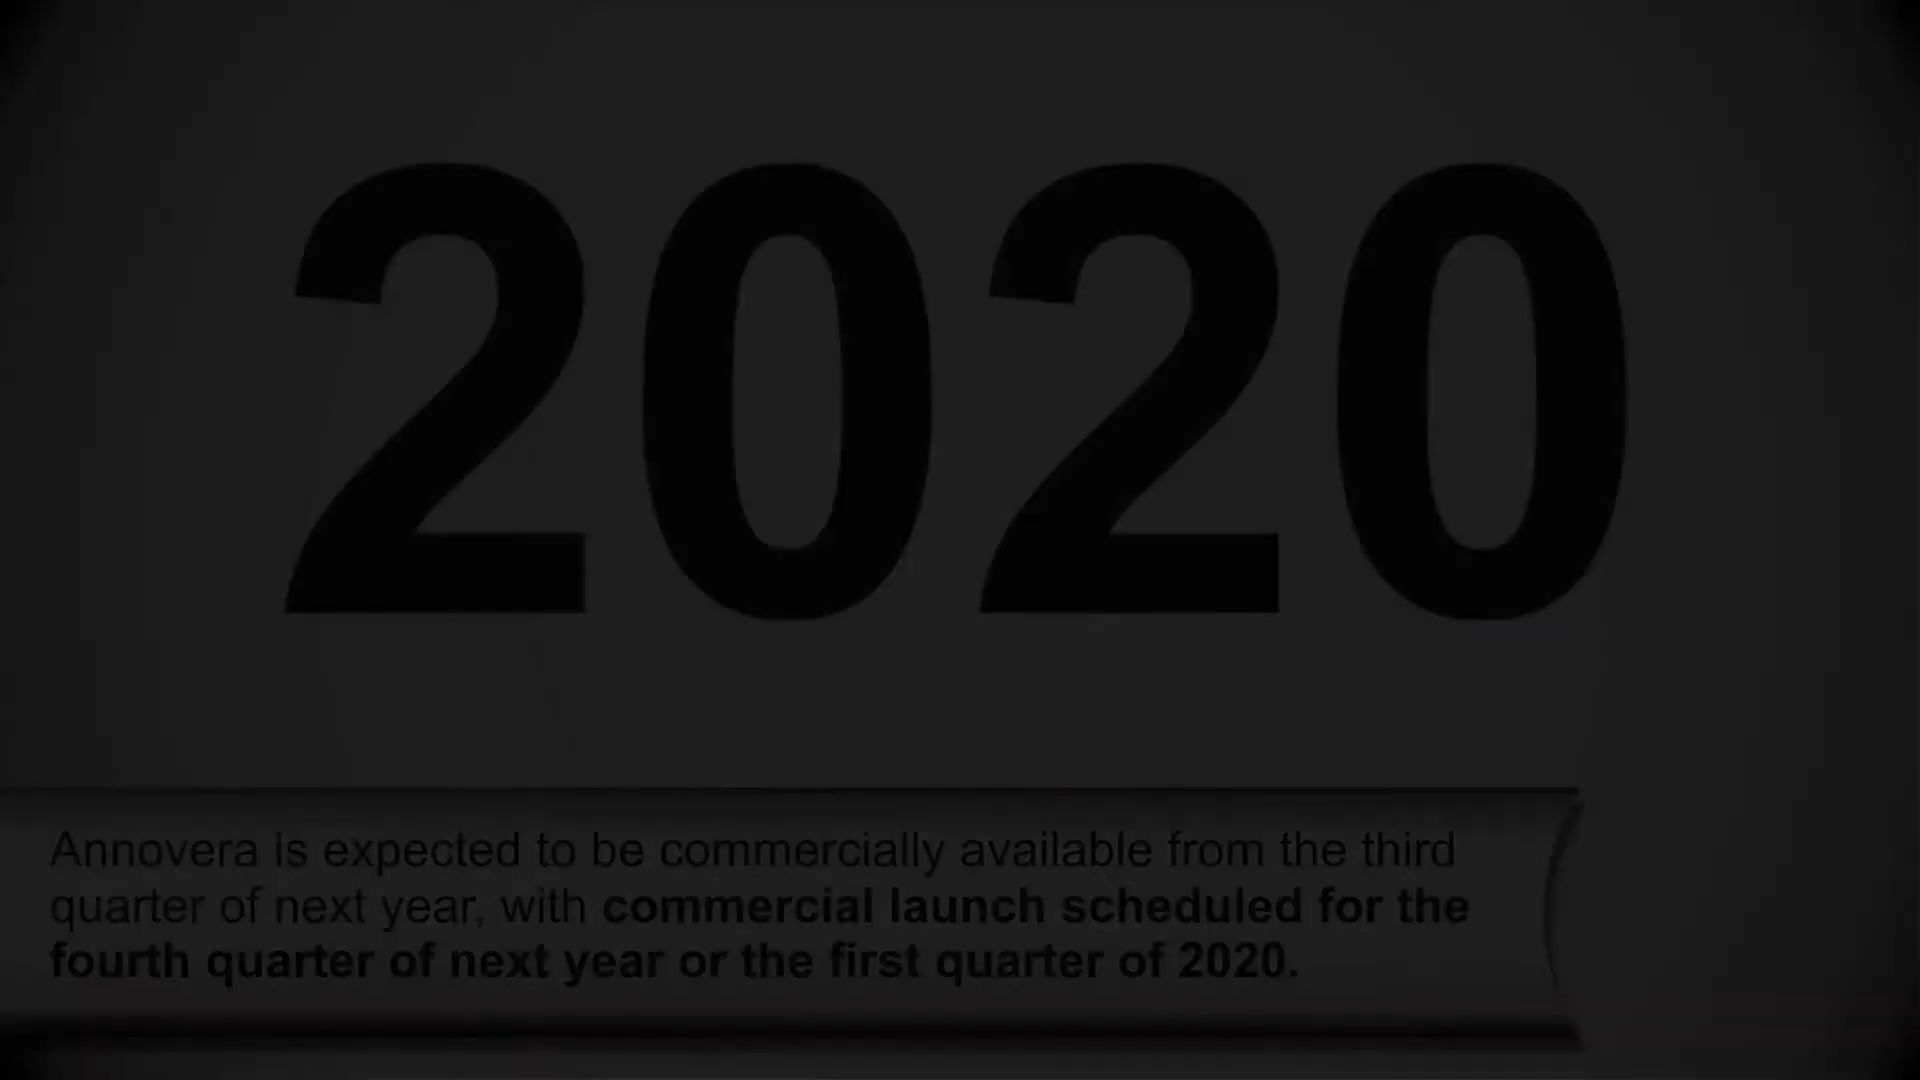 2020
Annovera is expected to be commercially available from the third
quarter of next year, with commercial launch scheduled for the
fourth quarter of next year or the first quarter of 2020.